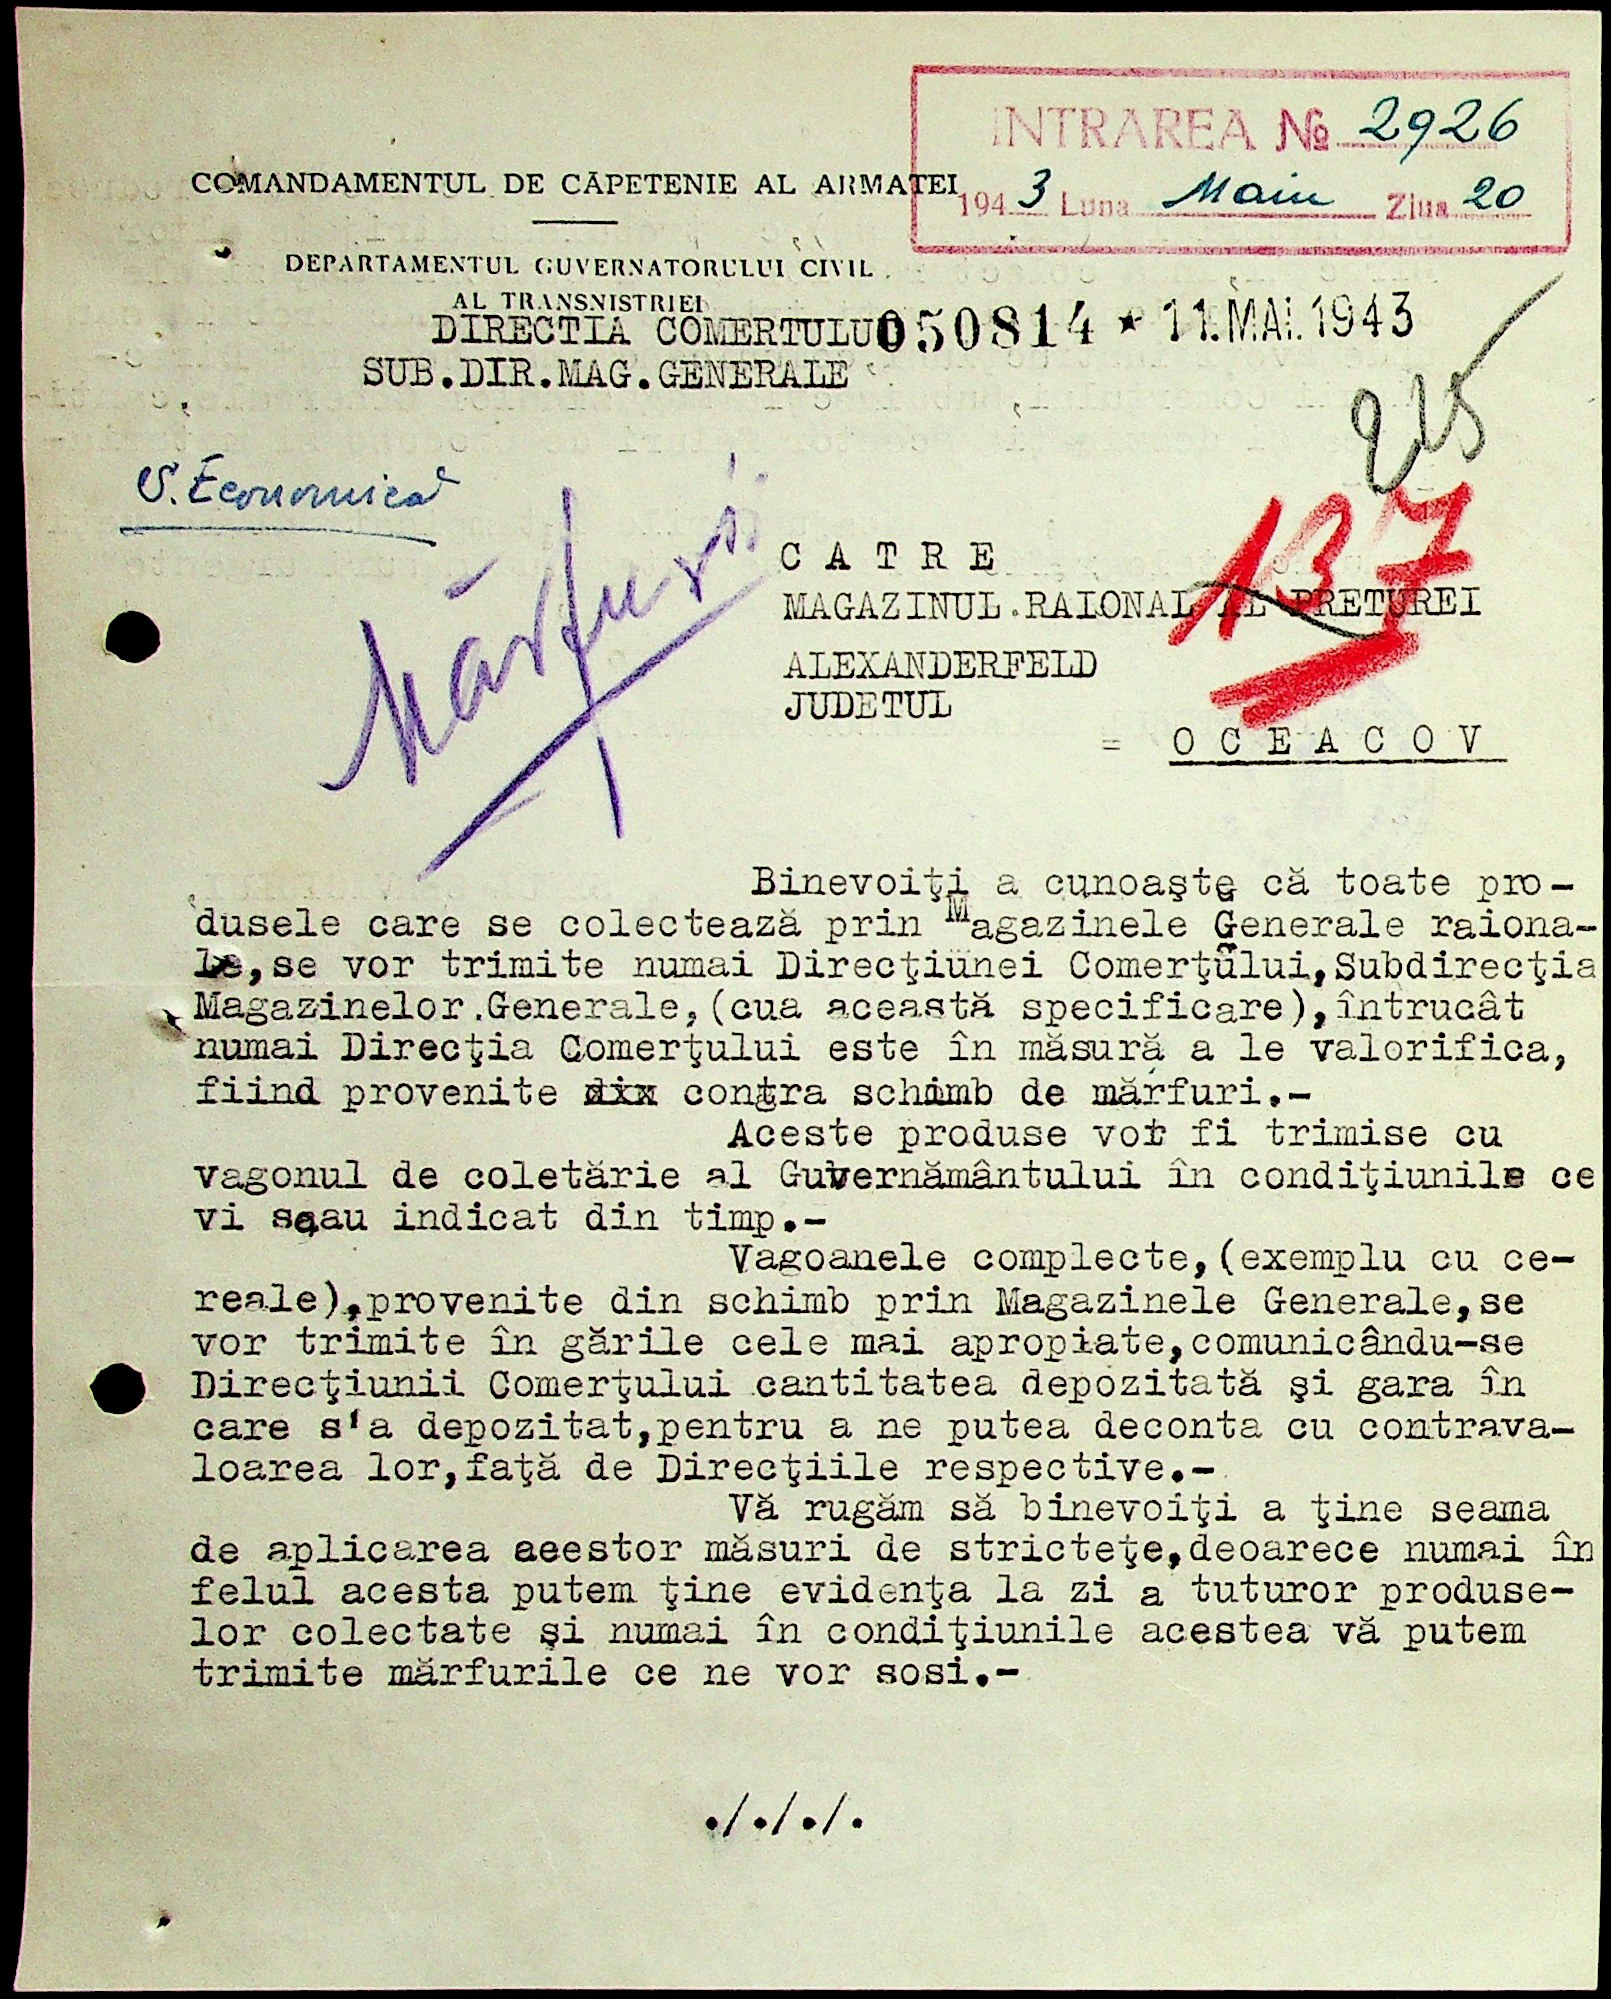 INTRAREA № 2926
1943 Luna Maiu Ziua 20
COMANDAMENTUL DE CĂPETENIE AL ARMATEI
DEPARTAMENTUL GUVERNATORULUI CIVIL
AL TRANSNISTRIEI
DIRECTIA COMERTULU 050814 * 11.MAI.1943
SUB.DIR.MAG.GENERALE
215
S. Economică
Mărfuri
137
C A T R E
MAGAZINUL.RAIONAL AL PRETUREI
ALEXANDERFELD
JUDETUL
= O C E A C O V
Binevoiţi a cunoaşte că toate pro-
dusele care se colectează prin Magazinele Generale raiona-
le,se vor trimite numai Direcţiunei Comerţului,Subdirecţia
Magazinelor.Generale,(cua această specificare),întrucât
numai Direcţia Comerţului este în măsură a le valorifica,
fiind provenite dix contra schimb de mărfuri.-
Aceste produse vor fi trimise cu
vagonul de coletărie al Guvernământului în condiţiunile ce
vi seau indicat din timp.-
Vagoanele complecte,(exemplu cu ce-
reale),provenite din schimb prin Magazinele Generale,se
vor trimite în gările cele mai apropiate,comunicându-se
Direcţiunii Comerţului cantitatea depozitată şi gara în
care s'a depozitat,pentru a ne putea deconta cu contrava-
loarea lor,faţă de Direcţiile respective.-
Vă rugăm să binevoiţi a ţine seama
de aplicarea aeestor măsuri de stricteţe,deoarece numai în
felul acesta putem ţine evidenţa la zi a tuturor produse-
lor colectate şi numai în condiţiunile acestea vă putem
trimite mărfurile ce ne vor sosi.-
./././.